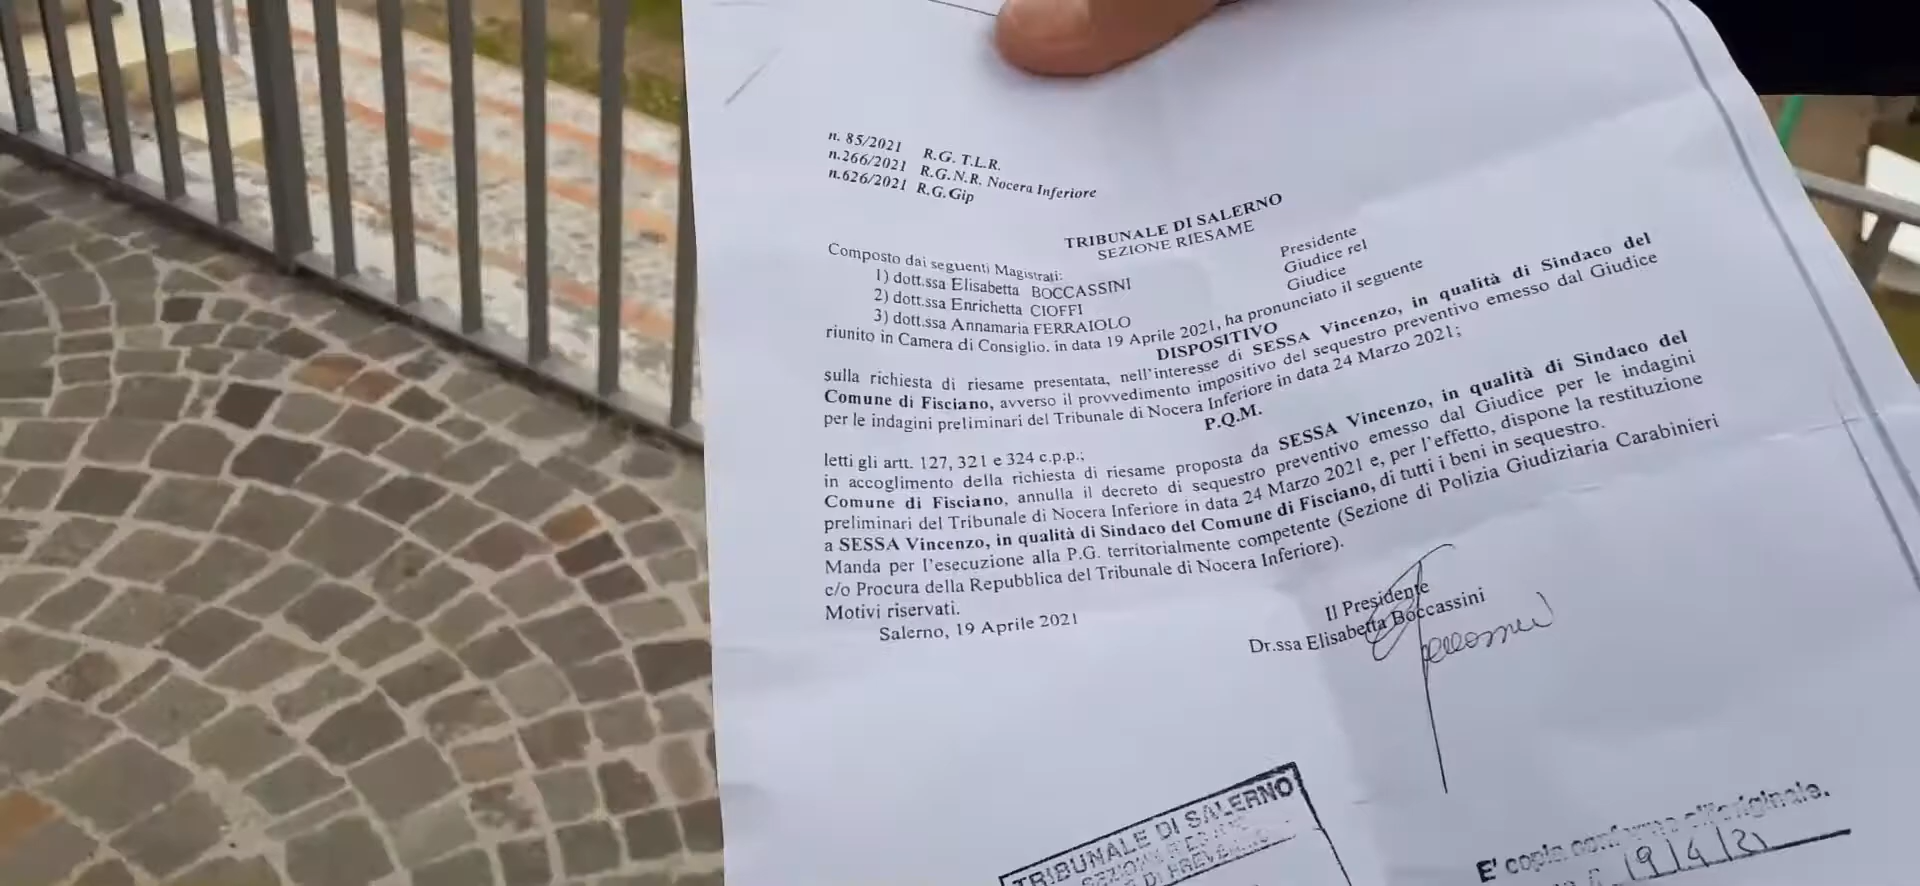 n. 85/2021 R.G. T.L.R.
n.266/2021 R.G.N.R. Nocera Inferiore
n.626/2021 R.G.Gip
TRIBUNALE DI SALERNO
SEZIONE RIESAME
Composto dai seguenti Magistrati:
1) dott.ssa Elisabetta BOCCASSINI Presidente
2) dott.ssa Enrichetta CIOFFI Giudice rel
3) dott.ssa Annamaria FERRAIOLO Giudice
riunito in Camera di Consiglio. in data 19 Aprile 2021, ha pronunciato il seguente
DISPOSITIVO
sulla richiesta di riesame presentata, nell'interesse di SESSA Vincenzo, in qualità di Sindaco del
Comune di Fisciano, avverso il provvedimento impositivo del sequestro preventivo emesso dal Giudice
per le indagini preliminari del Tribunale di Nocera Inferiore in data 24 Marzo 2021;
P.Q.M.
letti gli artt. 127, 321 e 324 c.p.p.;
in accoglimento della richiesta di riesame proposta da SESSA Vincenzo, in qualità di Sindaco del
Comune di Fisciano, annulla il decreto di sequestro preventivo emesso dal Giudice per le indagini
preliminari del Tribunale di Nocera Inferiore in data 24 Marzo 2021 e, per l'effetto, dispone la restituzione
a SESSA Vincenzo, in qualità di Sindaco del Comune di Fisciano, di tutti i beni in sequestro.
Manda per l'esecuzione alla P.G. territorialmente competente (Sezione di Polizia Giudiziaria Carabinieri
c/o Procura della Repubblica del Tribunale di Nocera Inferiore).
Motivi riservati.
Salerno, 19 Aprile 2021
Il Presidente
Dr.ssa Elisabetta Boccassini
TRIBUNALE DI SALERNO
E' copia conforme all'originale.
19/4/21